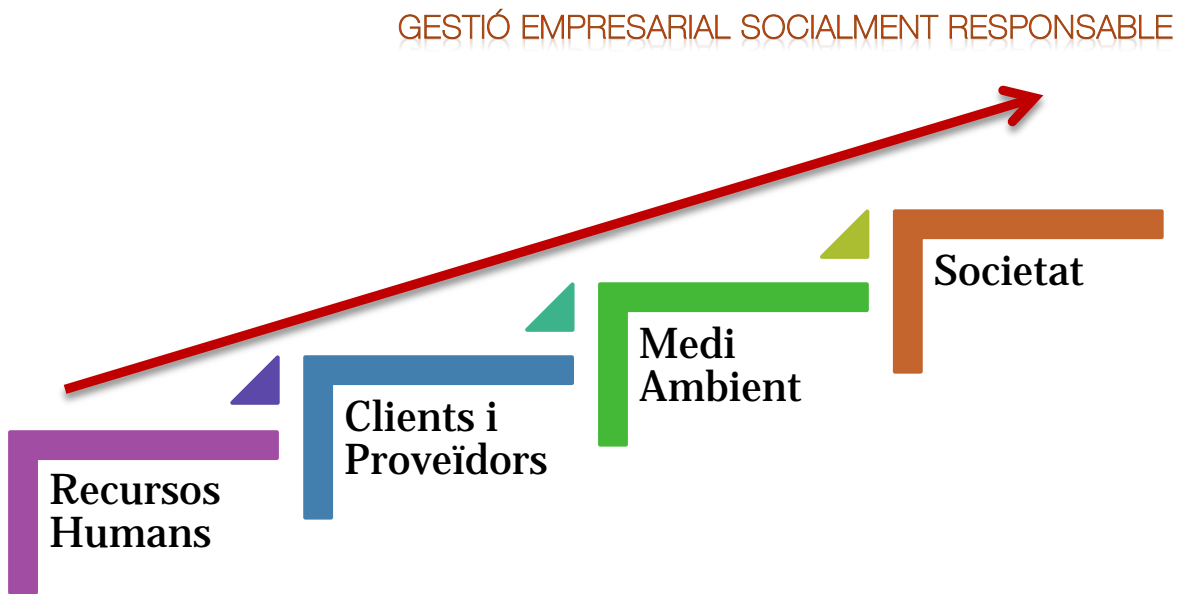 GESTIÓ EMPRESARIAL SOCIALMENT RESPONSABLE
Recursos
Humans
Clients i
Proveïdors
Medi
Ambient
Societat